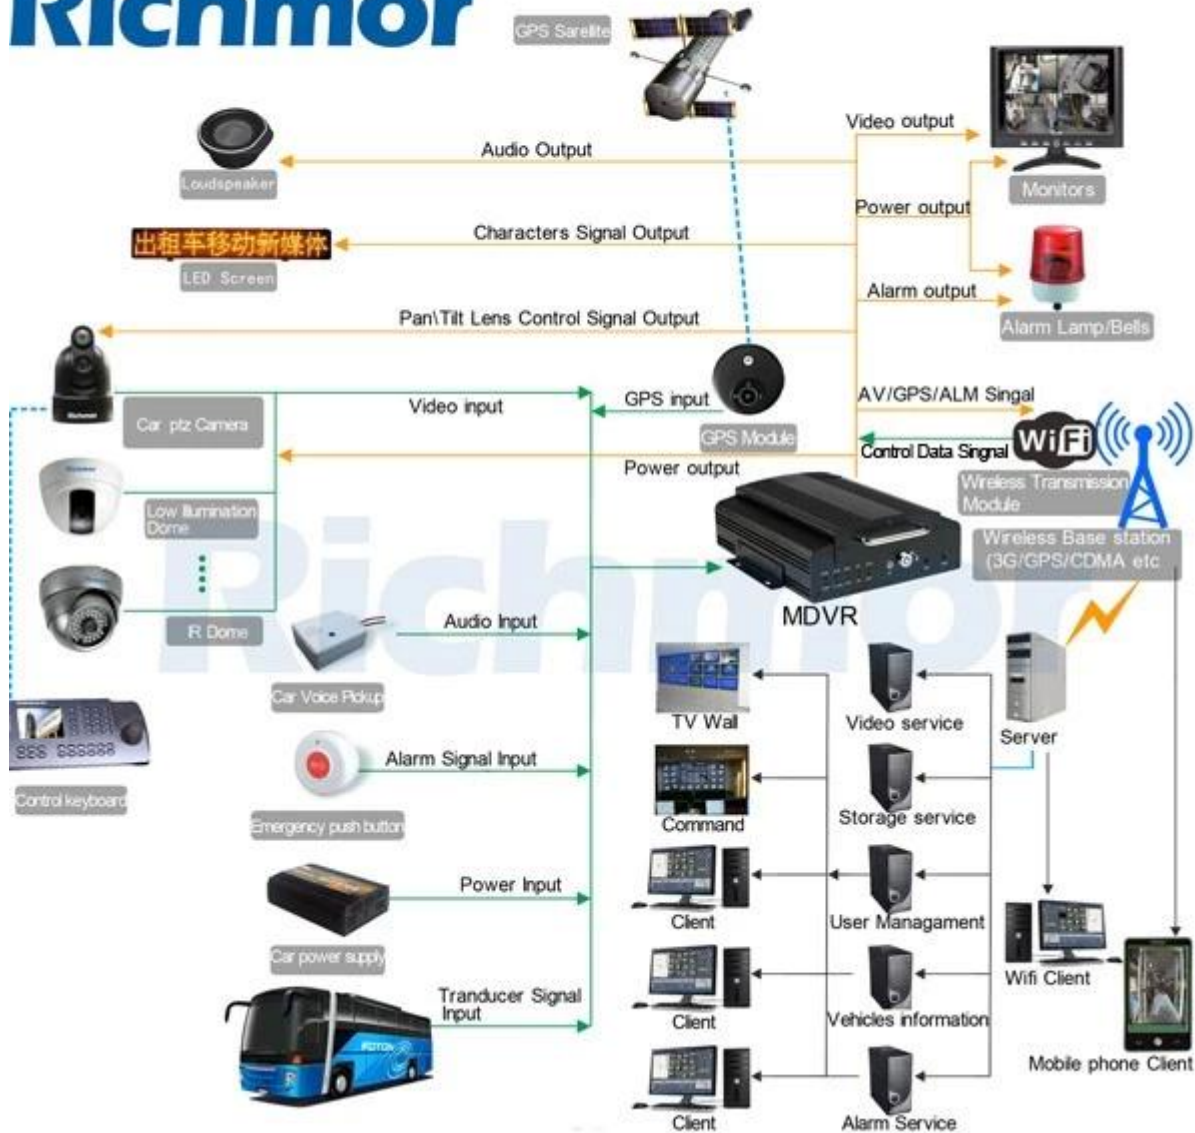 Richmor
GPS Sarellite
Video output
Audio Output
Loudspeaker
Monitors
Power output
Characters Signal Output
出租车移动新媒体
LED Screen
Alarm output
Pan\Tilt Lens Control Signal Output
Alarm Lamp/Bells
Richmor
Car ptz Camera
Video input
GPS input
GPS Module
AV/GPS/ALM Singal
Control Data Singnal
WiFi
Power output
Wireless Transmission
Module
Richmor
Low Illumination
Dome
Wireless Base station
(3G/GPS/CDMA etc
Richmor
MDVR
IR Dome
Audio Input
Car Voice Pickup
TV Wall
Video service
Server
Alarm Signal Input
Control keyboard
Emergency push button
Command
Storage service
Power Input
Car power supply
Client
User Managament
Wifi Client
Tranducer Signal
Input
FOTON
Client
Vehicles information
Mobile phone Client
Client
Alarm Service